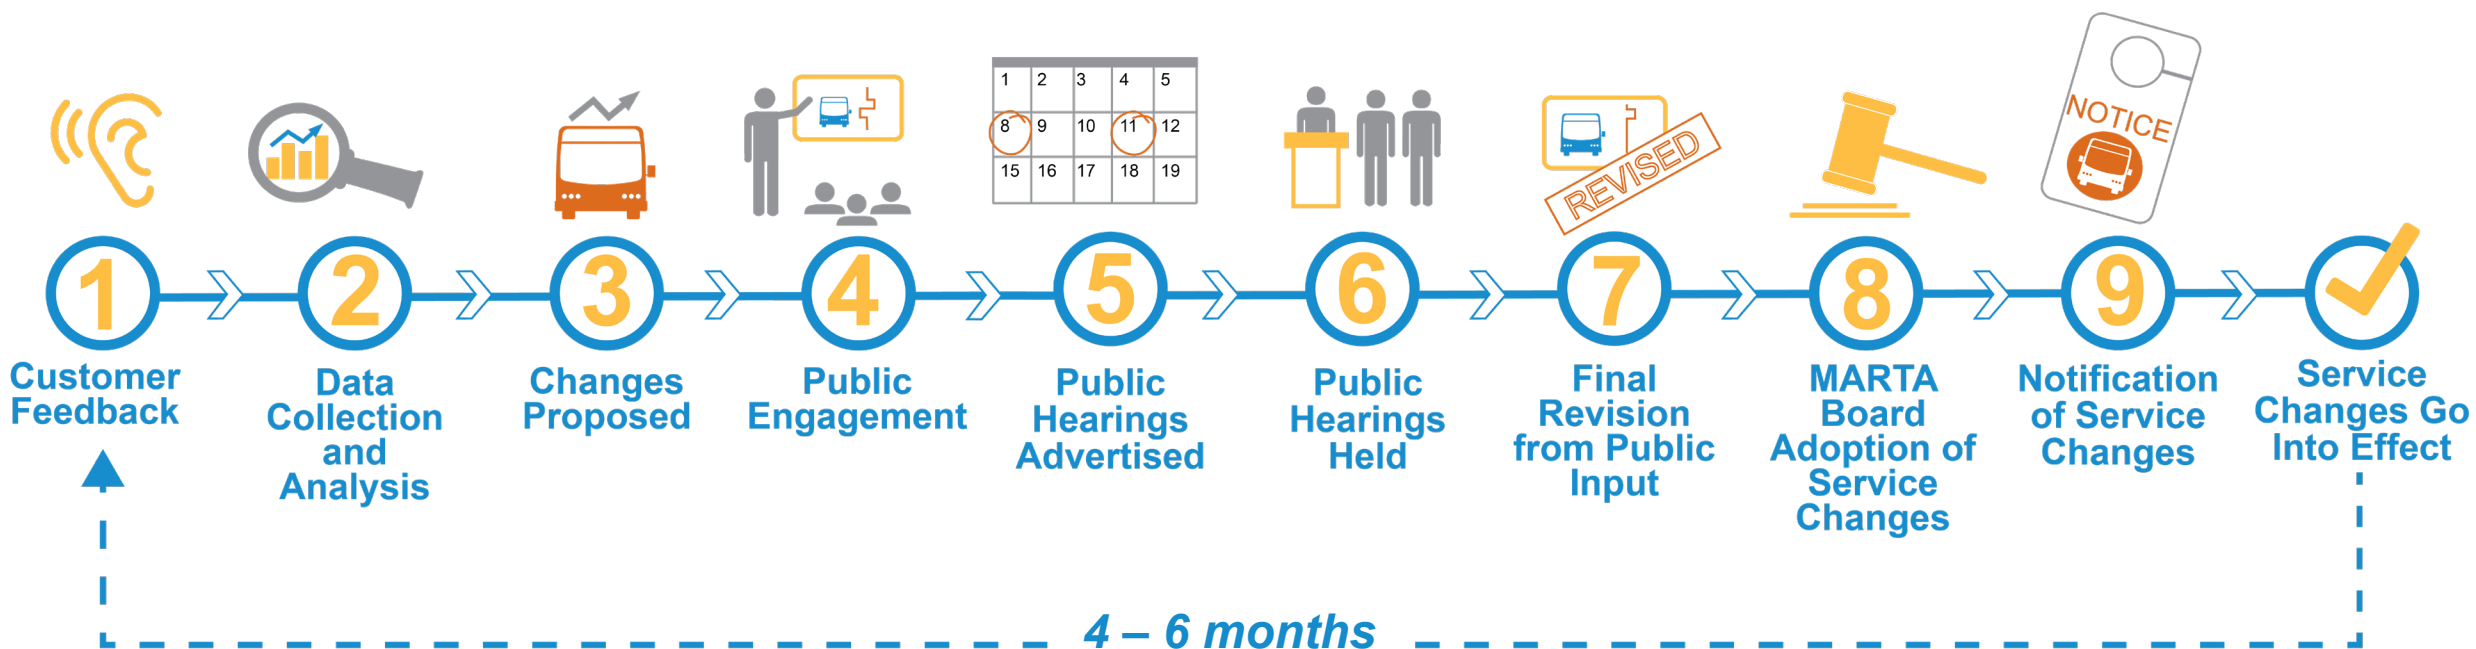 1 2 3 4 5
8 9 10 11 12
15 16 17 18 19
REVISED
NOTICE
1
2
3
4
5
6
7
8
9
Customer
Feedback
Data
Collection
and
Analysis
Changes
Proposed
Public
Engagement
Public
Hearings
Advertised
Public
Hearings
Held
Final
Revision
from Public
Input
MARTA
Board
Adoption of
Service
Changes
Notification
of Service
Changes
Service
Changes Go
Into Effect
4 – 6 months